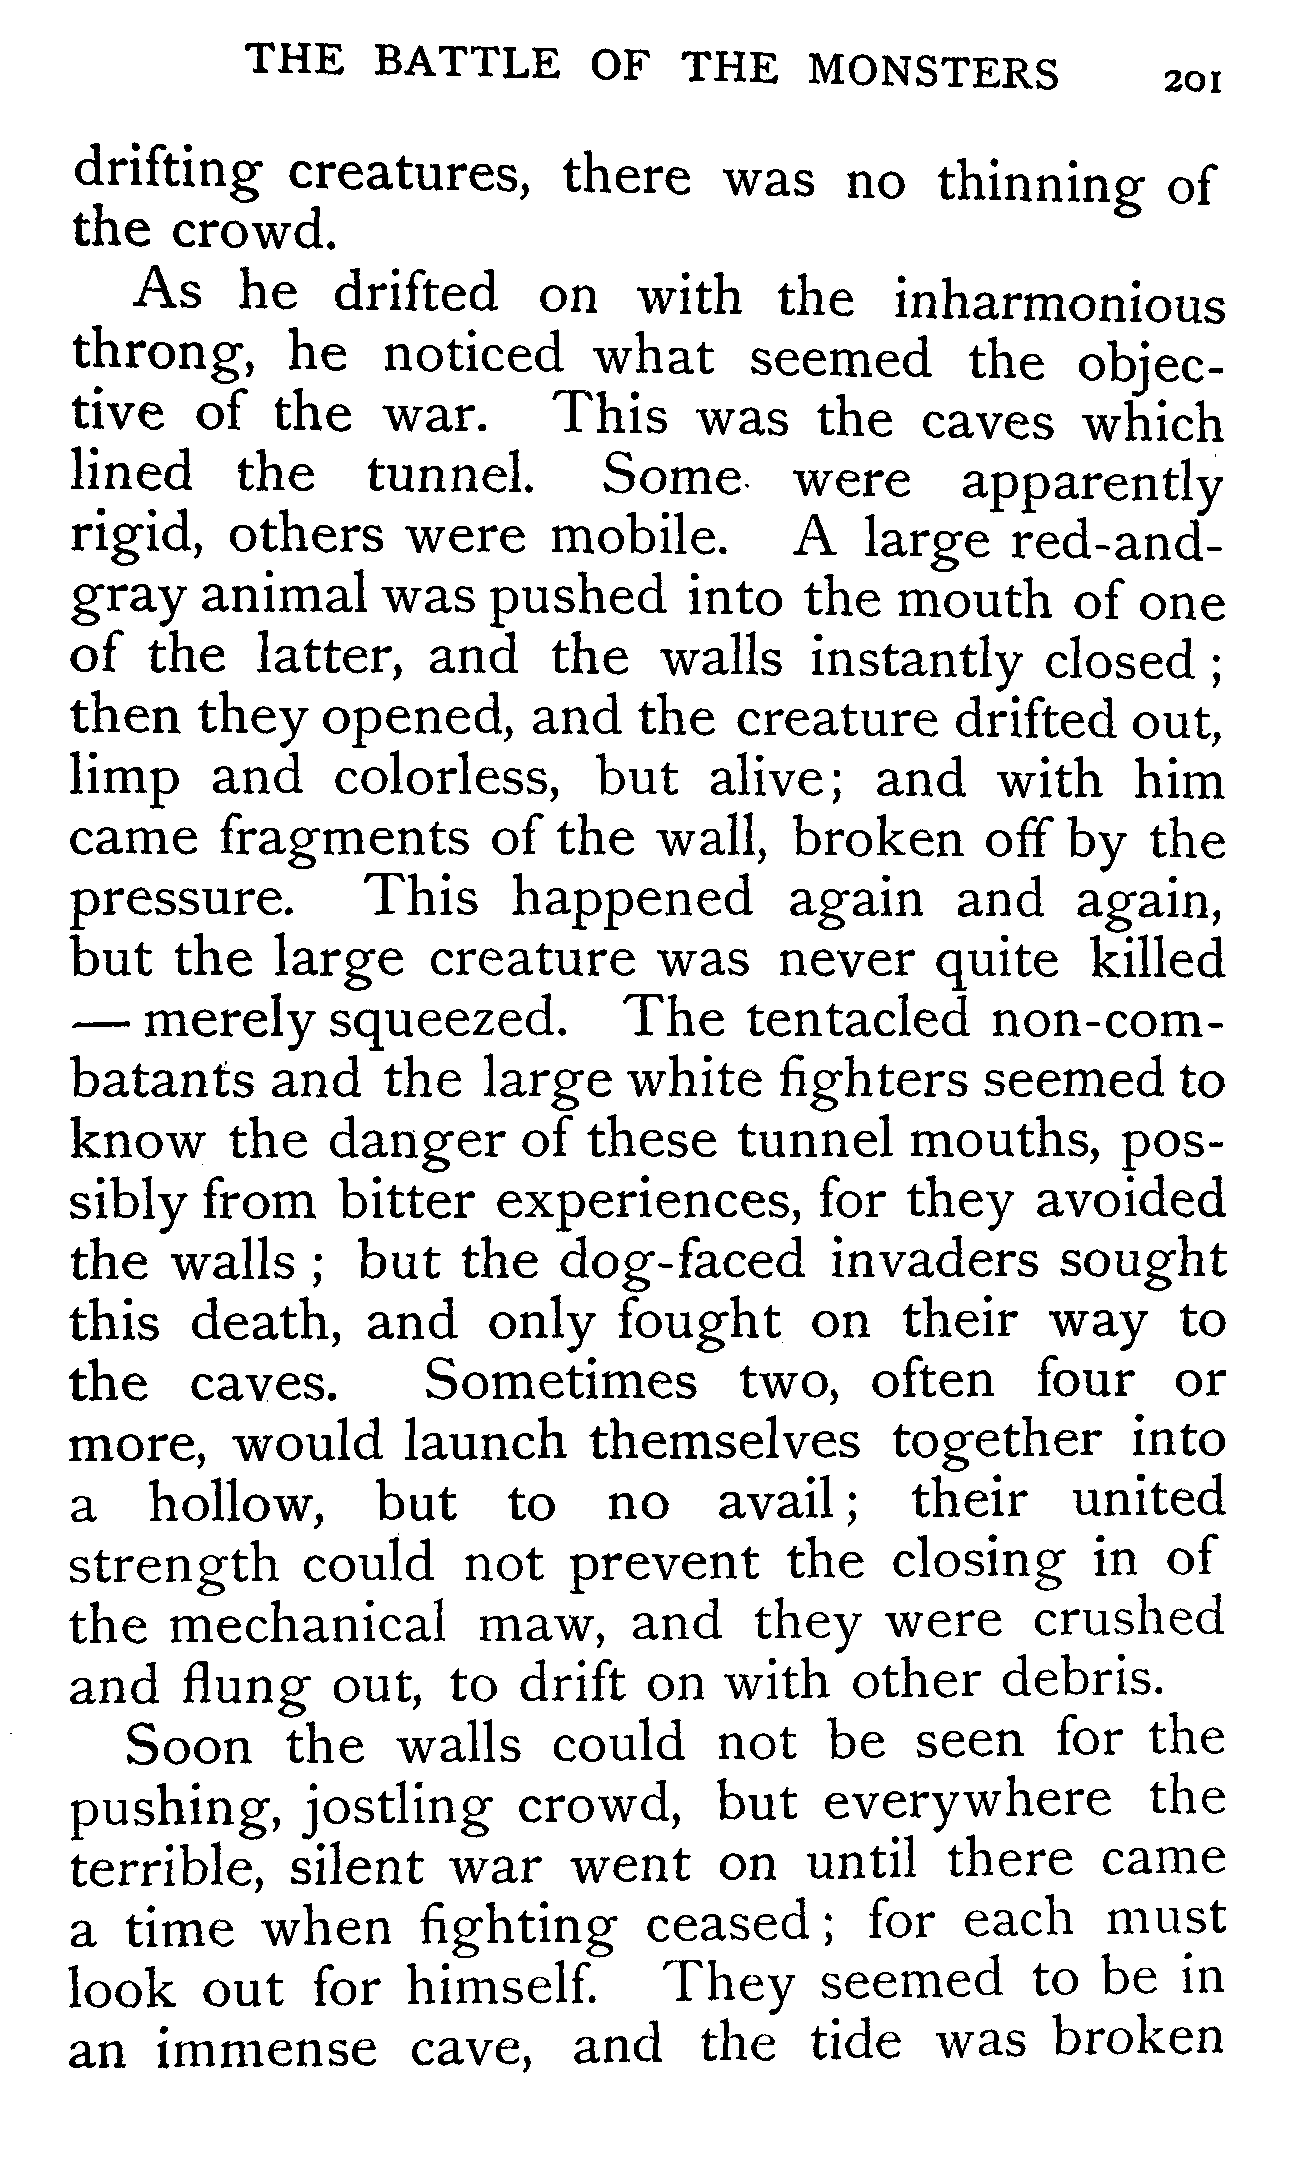 THE BATTLE OF THE MONSTERS 201
drifting creatures, there was no thinning of
the crowd.
As he drifted on with the inharmonious
throng, he noticed what seemed the objec-
tive of the war. This was the caves which
lined the tunnel. Some were apparently
rigid, others were mobile. A large red-and-
gray animal was pushed into the mouth of one
of the latter, and the walls instantly closed ;
then they opened, and the creature drifted out,
limp and colorless, but alive ; and with him
came fragments of the wall, broken off by the
pressure. This happened again and again,
but the large creature was never quite killed
— merely squeezed. The tentacled non-com-
batants and the large white fighters seemed to
know the danger of these tunnel mouths, pos-
sibly from bitter experiences, for they avoided
the walls ; but the dog-faced invaders sought
this death, and only fought on their way to
the caves. Sometimes two, often four or
more, would launch themselves together into
a hollow, but to no avail ; their united
strength could not prevent the closing in of
the mechanical maw, and they were crushed
and flung out, to drift on with other debris.
Soon the walls could not be seen for the
pushing, jostling crowd, but everywhere the
terrible, silent war went on until there came
a time when fighting ceased ; for each must
look out for himself. They seemed to be in
an immense cave, and the tide was broken